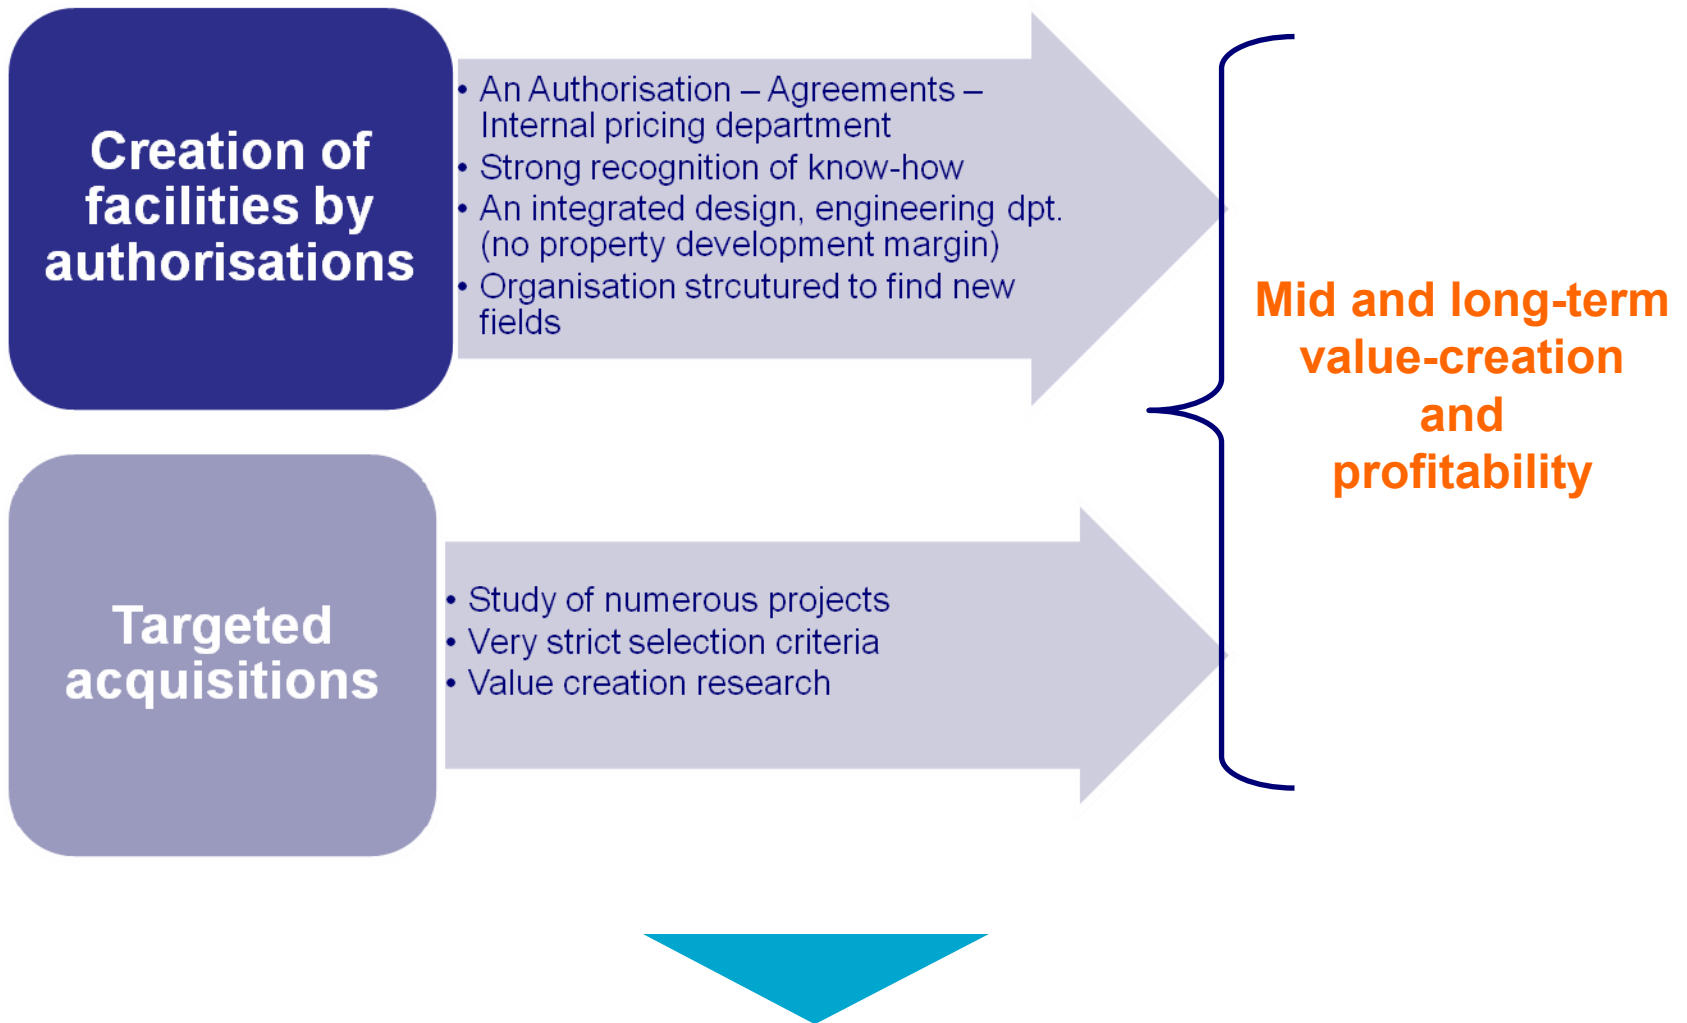 Creation of
facilities by
authorisations
• An Authorisation – Agreements –
Internal pricing department
• Strong recognition of know-how
• An integrated design, engineering dpt.
(no property development margin)
• Organisation strcutured to find new
fields
Mid and long-term
value-creation
and
profitability
Targeted
acquisitions
• Study of numerous projects
• Very strict selection criteria
• Value creation research